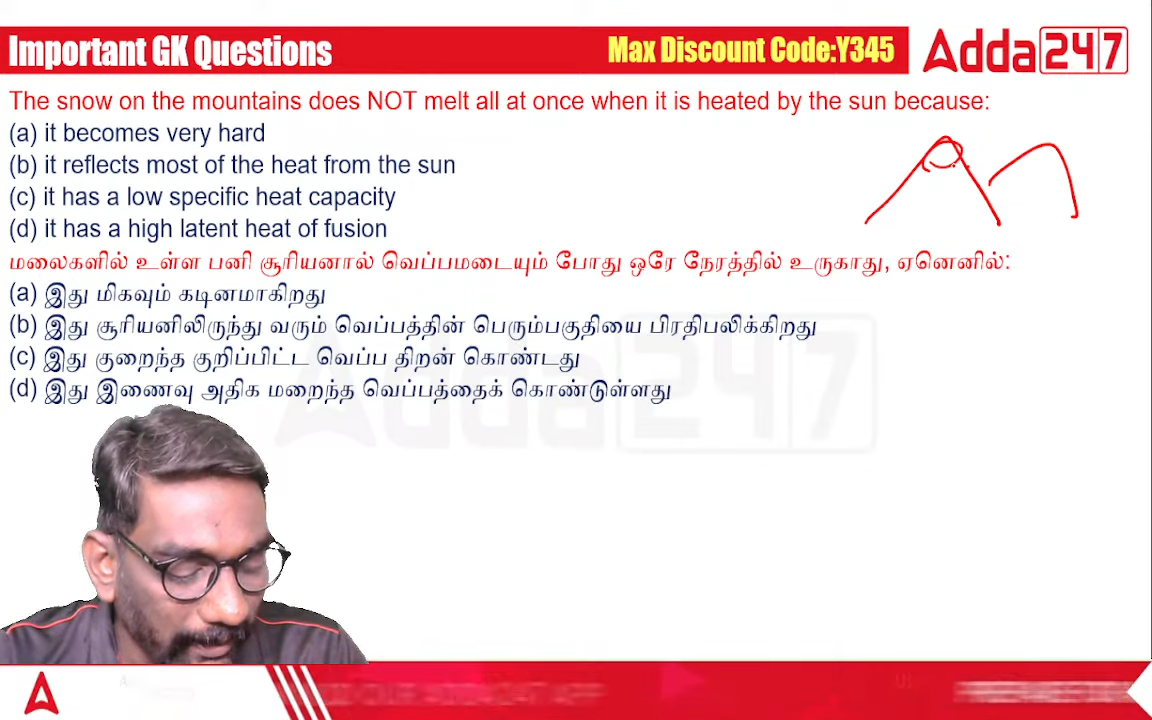 Important GK Questions
Max Discount Code:Y345
Adda247
The snow on the mountains does NOT melt all at once when it is heated by the sun because:
(a) it becomes very hard
(b) it reflects most of the heat from the sun
(c) it has a low specific heat capacity
(d) it has a high latent heat of fusion
மலைகளில் உள்ள பனி சூரியனால் வெப்பமடையும் போது ஒரே நேரத்தில் உருகாது, ஏனெனில்:
(a) இது மிகவும் கடினமாகிறது
(b) இது சூரியனிலிருந்து வரும் வெப்பத்தின் பெரும்பகுதியை பிரதிபலிக்கிறது
(c) இது குறைந்த குறிப்பிட்ட வெப்ப திறன் கொண்டது
(d) இது இணைவு அதிக மறைந்த வெப்பத்தைக் கொண்டுள்ளது
Adda247